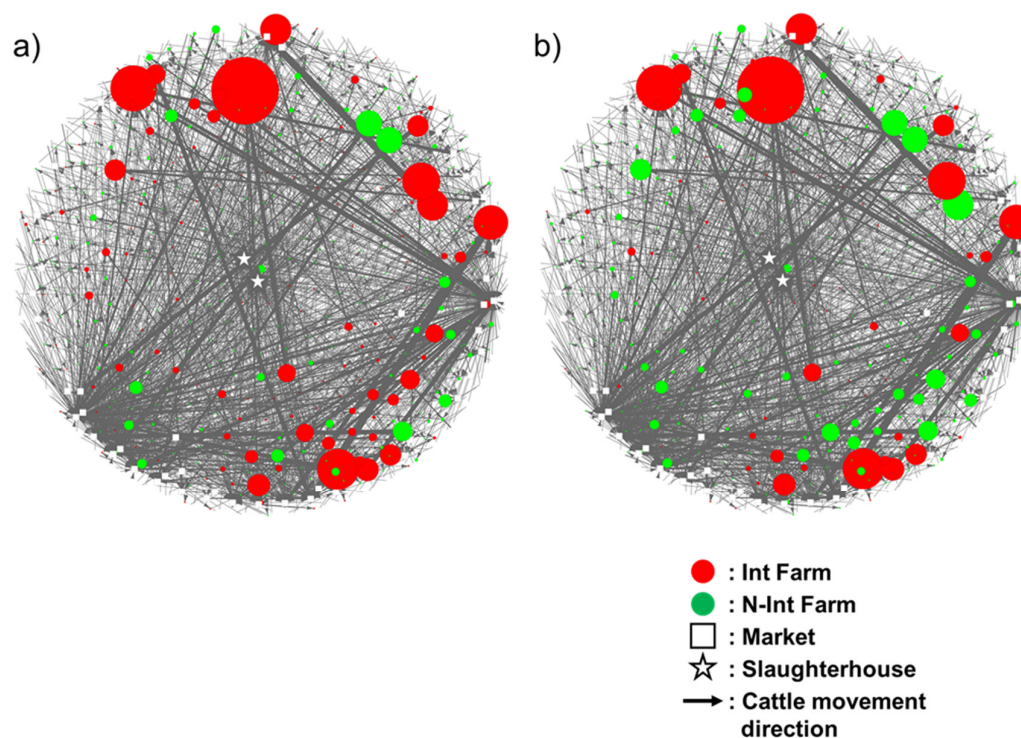 a)
b)
: Int Farm
: N-Int Farm
: Market
: Slaughterhouse
: Cattle movement
direction